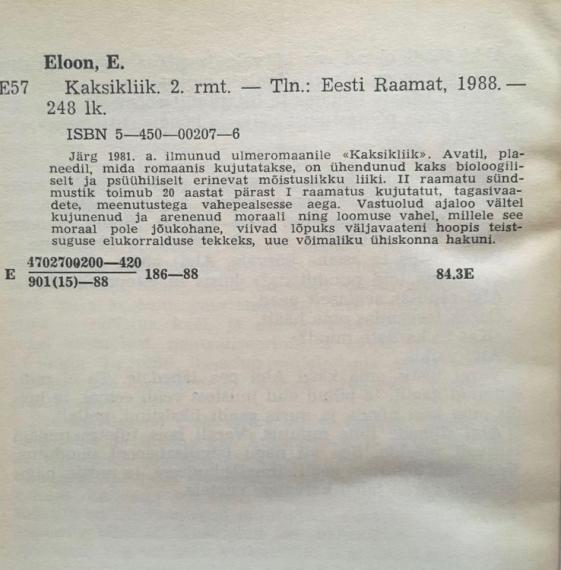 Eloon, E.
E57 Kaksikliik. 2. rmt. — Tln.: Eesti Raamat, 1988. —
248 lk.
ISBN 5—450—00207—6
Järg 1981. a. ilmunud ulmeromaanile «Kaksikliik». Avatil, pla-
needil, mida romaanis kujutatakse, on ühendunud kaks bioloogili-
selt ja psüühiliselt erinevat mõistuslikku liiki. II raamatu sünd-
mustik toimub 20 aastat pärast I raamatus kujutatut, tagasivaa-
dete, meenutustega vahepealsesse aega. Vastuolud ajaloo vältel
kujunenud ja arenenud moraali ning loomuse vahel, millele see
moraal pole jõukohane, viivad lõpuks väljavaateni hoopis teist-
suguse elukorralduse tekkeks, uue võimaliku ühiskonna hakuni.
4702700200—420
E 901(15)—88 186—88 84.3E